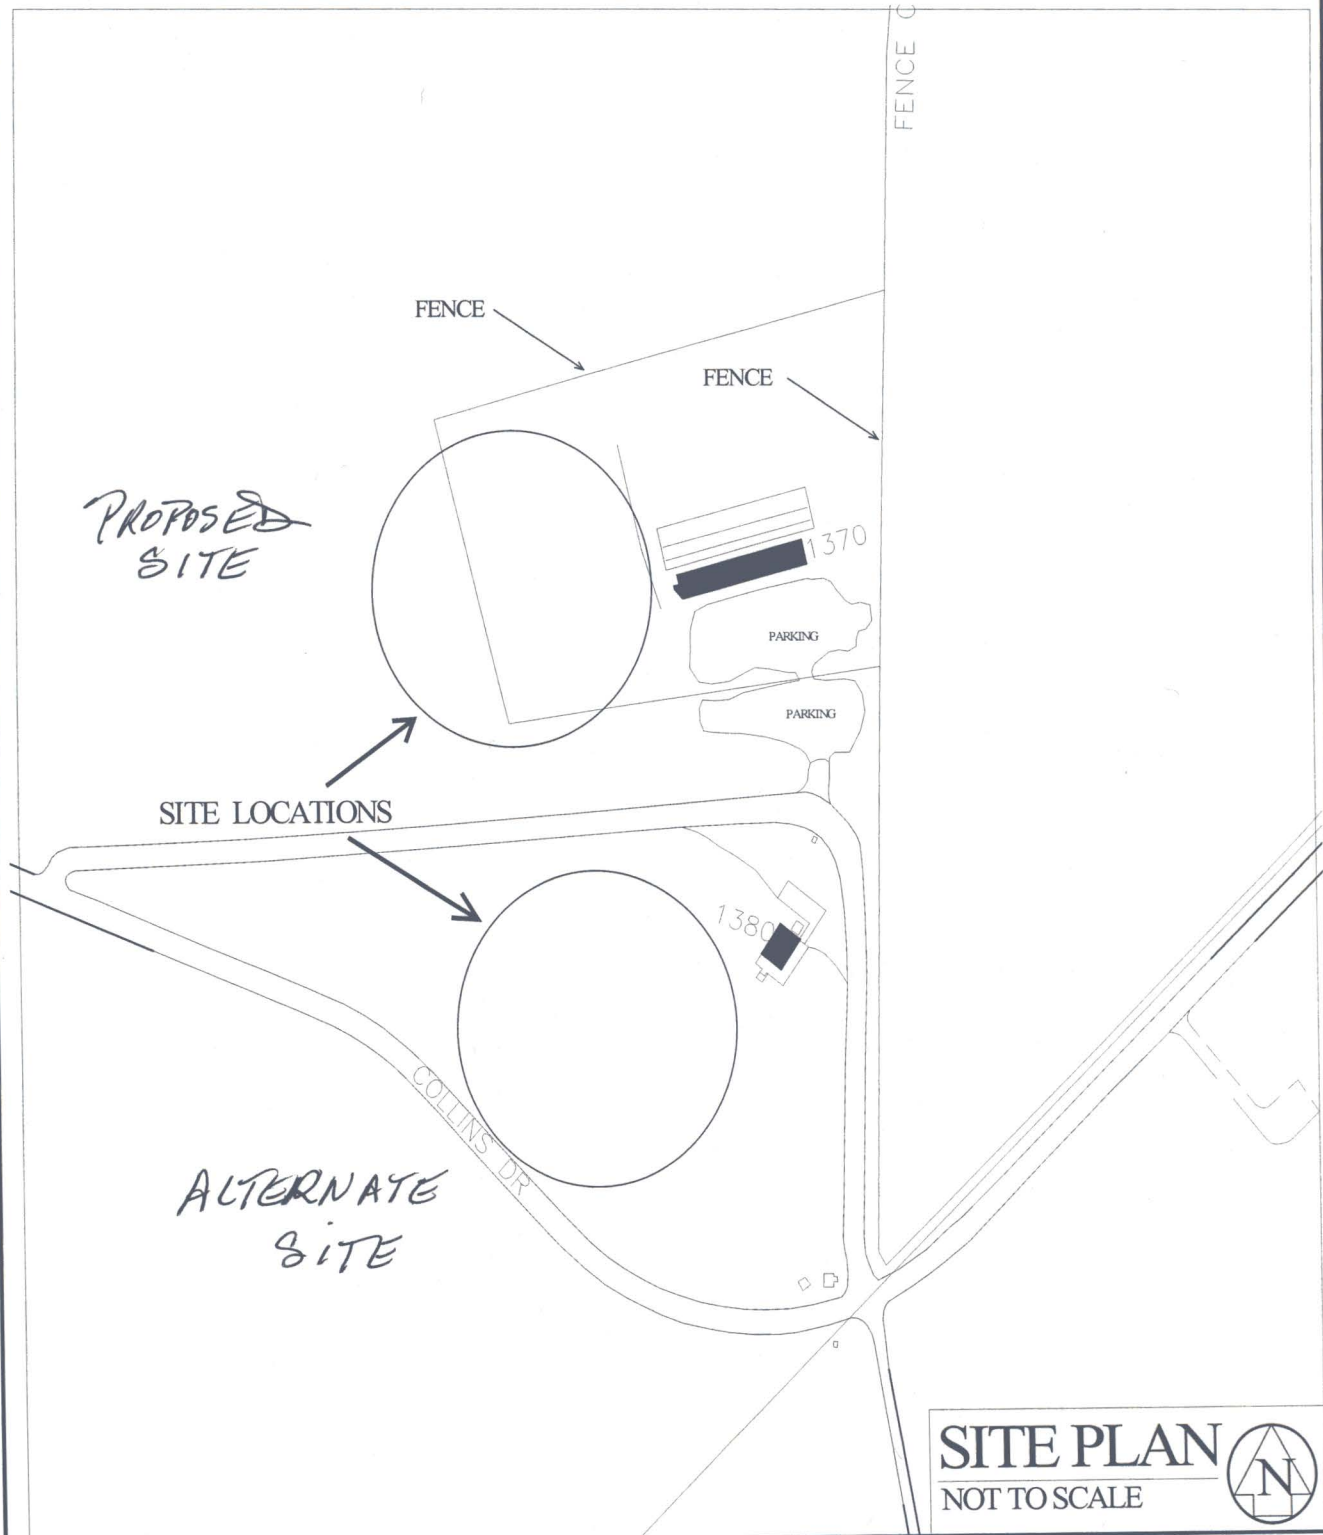 FENCE
FENCE
FENCE
PROPOSED
SITE
1370
PARKING
PARKING
SITE LOCATIONS
1380
COLLINS DR
ALTERNATE
SITE
SITE PLAN
N
NOT TO SCALE